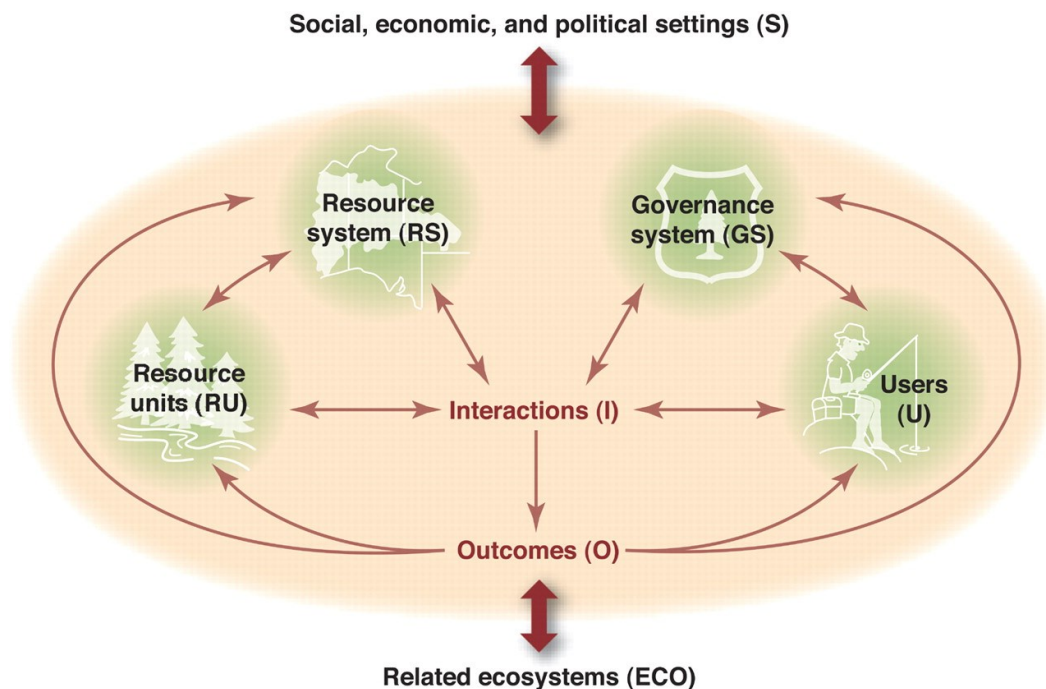 Social, economic, and political settings (S)
Resource
system (RS)
Governance
system (GS)
Resource
units (RU)
Interactions (I)
Users
(U)
Outcomes (O)
Related ecosystems (ECO)